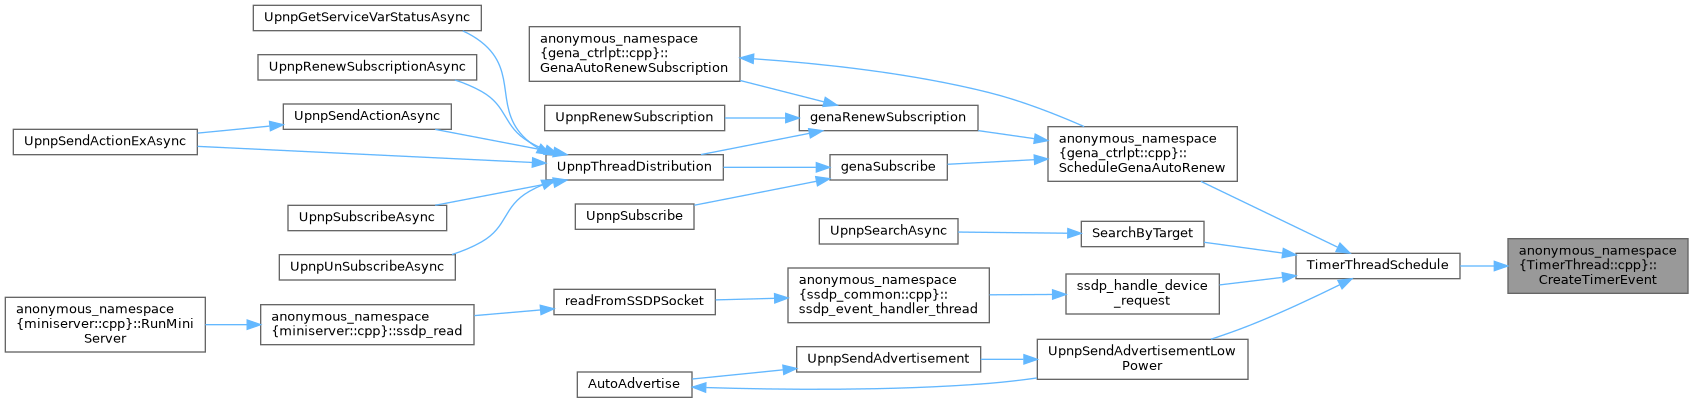 UpnpGetServiceVarStatusAsync
UpnpRenewSubscriptionAsync
UpnpSendActionAsync
UpnpSendActionExAsync
UpnpSubscribeAsync
UpnpUnSubscribeAsync
anonymous_namespace
{miniserver::cpp}::RunMini
Server
anonymous_namespace
{miniserver::cpp}::ssdp_read
anonymous_namespace
{gena_ctrlpt::cpp}::
GenaAutoRenewSubscription
UpnpRenewSubscription
UpnpThreadDistribution
UpnpSubscribe
readFromSSDPSocket
AutoAdvertise
genaRenewSubscription
genaSubscribe
UpnpSearchAsync
anonymous_namespace
{ssdp_common::cpp}::
ssdp_event_handler_thread
UpnpSendAdvertisement
anonymous_namespace
{gena_ctrlpt::cpp}::
ScheduleGenaAutoRenew
SearchByTarget
ssdp_handle_device
_request
UpnpSendAdvertisementLow
Power
TimerThreadSchedule
anonymous_namespace
{TimerThread::cpp}::
CreateTimerEvent